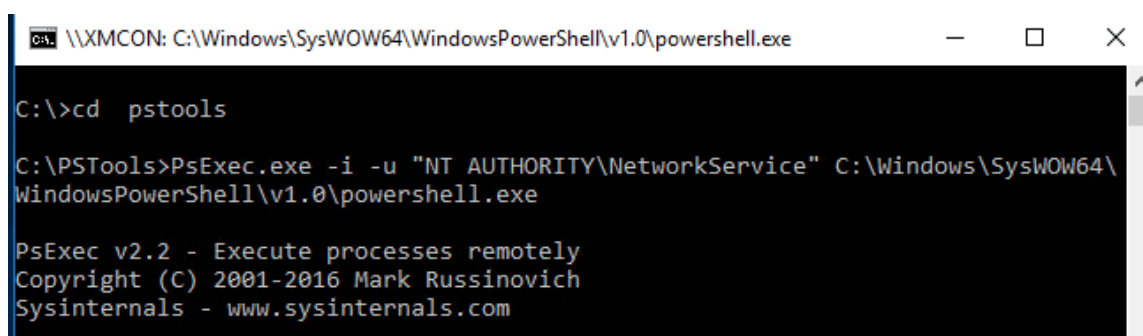 \\XMCON: C:\Windows\SysWOW64\WindowsPowerShell\v1.0\powershell.exe
C:\>cd  pstools
C:\PSTools>PsExec.exe -i -u "NT AUTHORITY\NetworkService" C:\Windows\SysWOW64\
WindowsPowerShell\v1.0\powershell.exe
PsExec v2.2 - Execute processes remotely
Copyright (C) 2001-2016 Mark Russinovich
Sysinternals - www.sysinternals.com